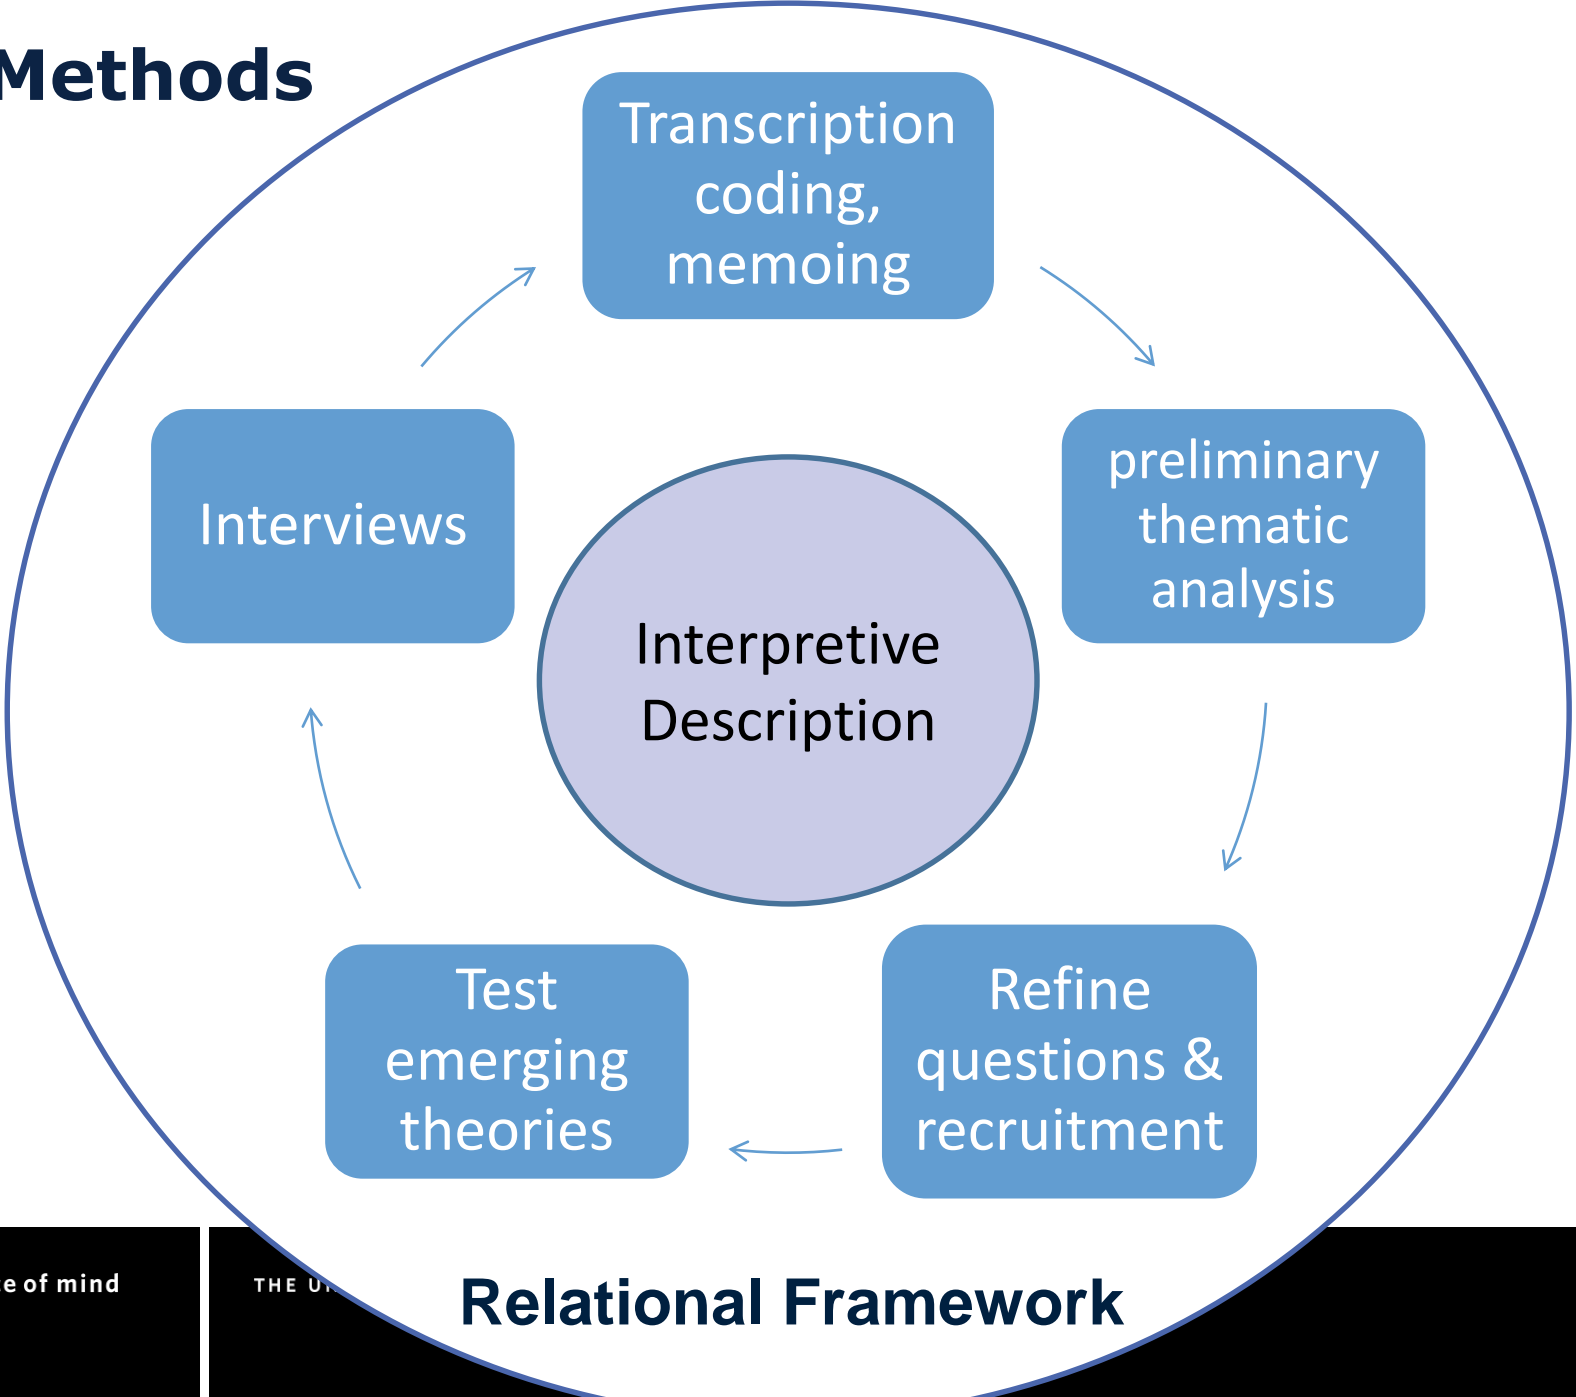 Methods
Transcription
coding,
memoing
preliminary
thematic
analysis
Interviews
Interpretive
Description
Refine
questions &
recruitment
Test
emerging
theories
Relational Framework
of mind
THE